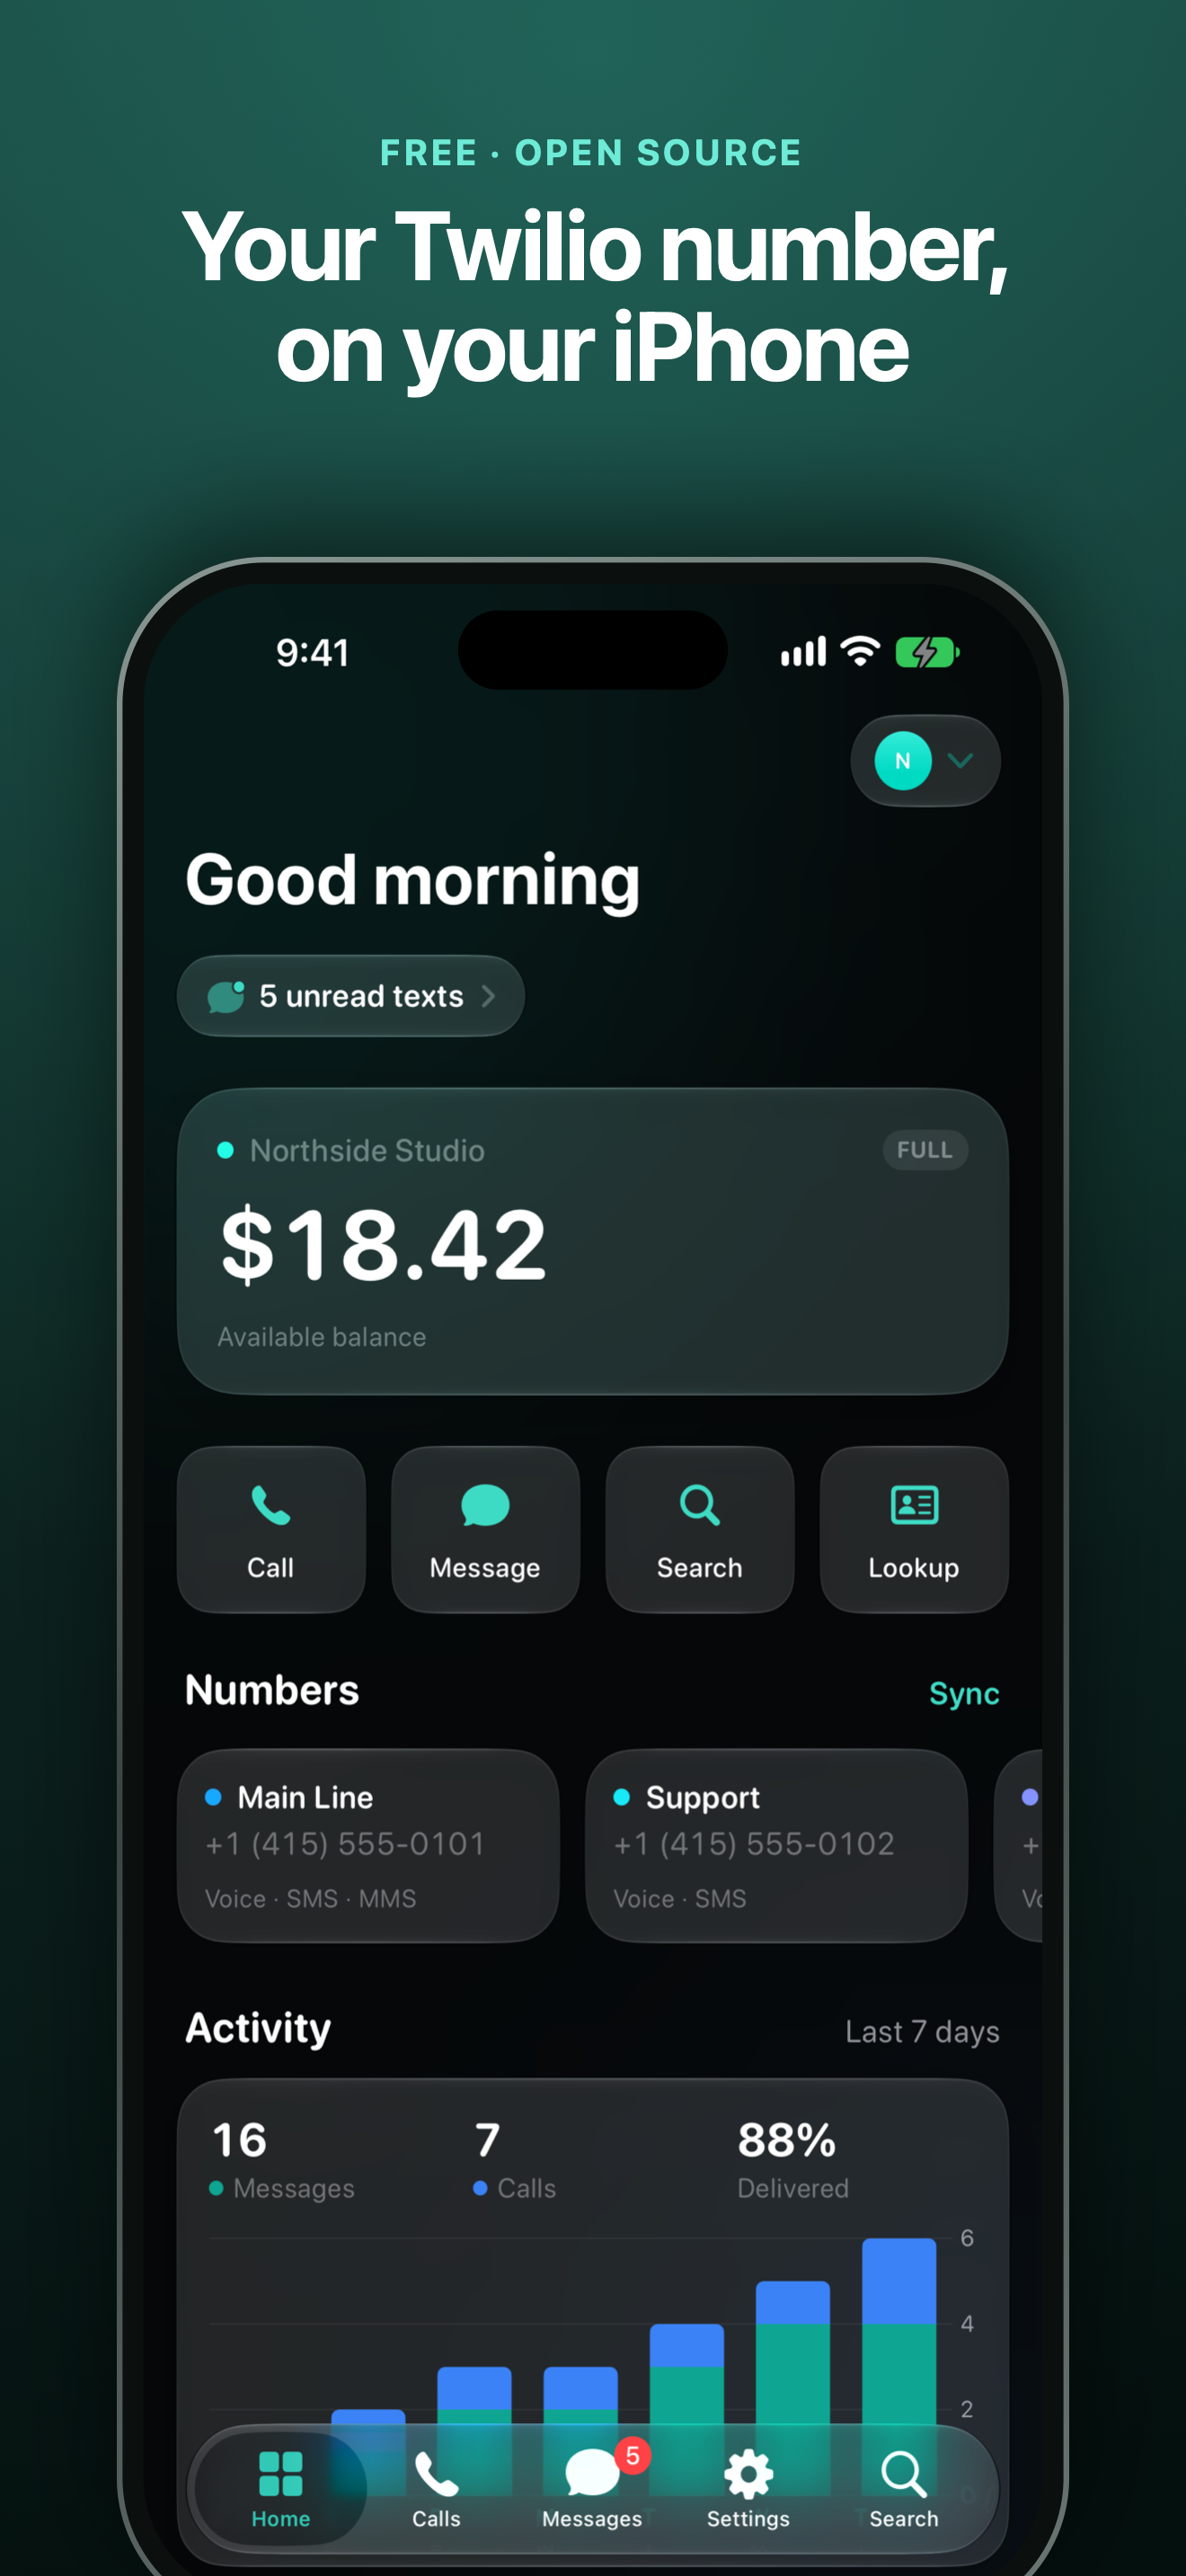 FREE · OPEN SOURCE
Your Twilio number,
on your iPhone
9:41
N
Good morning
5 unread texts
Northside Studio
FULL
$18.42
Available balance
Call
Message
Search
Lookup
Numbers
Sync
Main Line
+1 (415) 555-0101
Voice · SMS · MMS
Support
+1 (415) 555-0102
Voice · SMS
+
Activity
Last 7 days
16
Messages
7
Calls
88%
Delivered
6
4
2
5
Home
Calls
Messages
Settings
Search